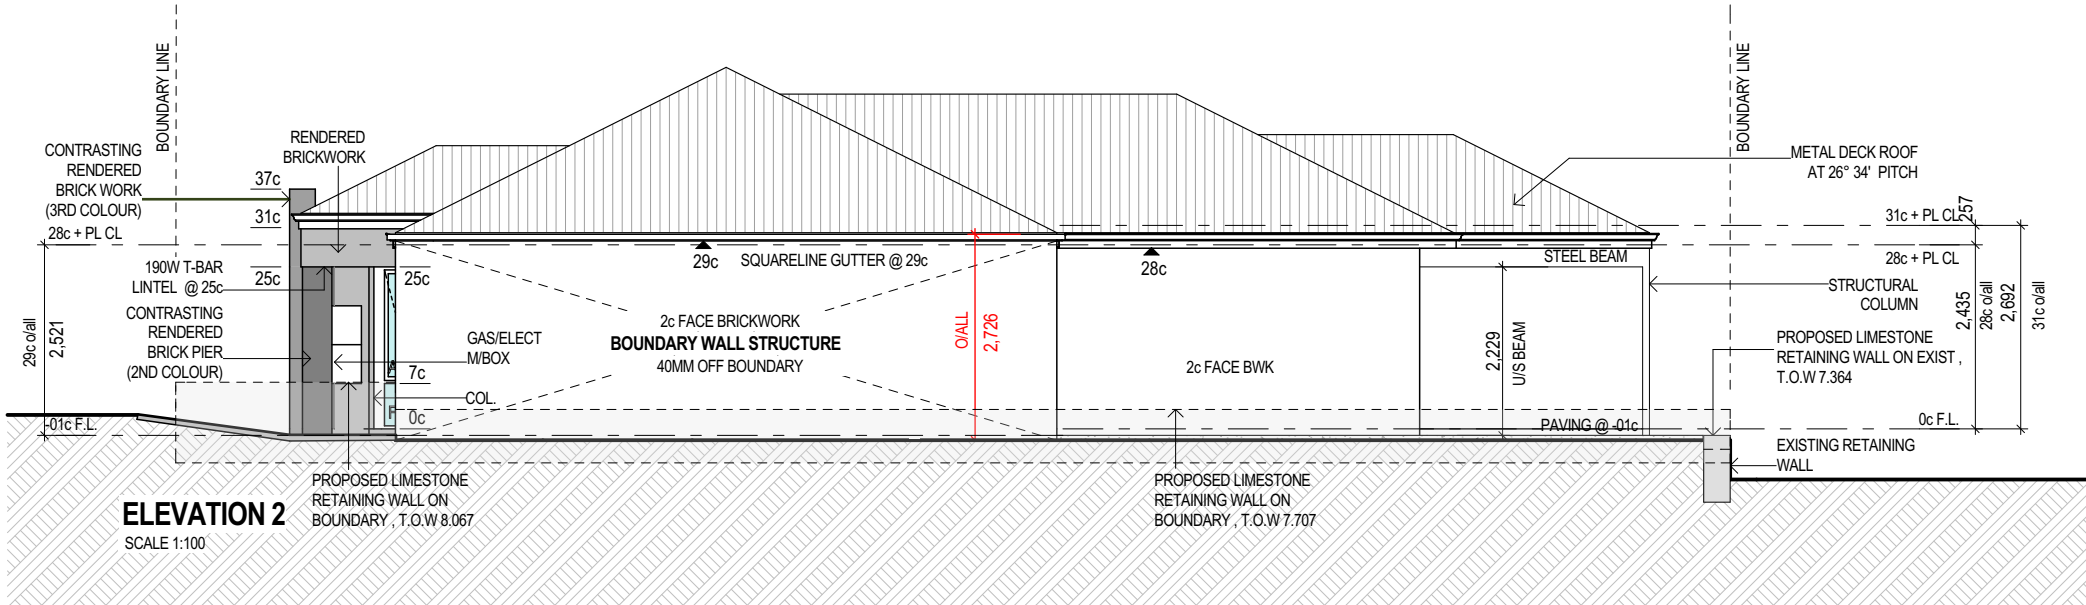 BOUNDARY LINE
CONTRASTING
RENDERED
BRICK WORK
(3RD COLOUR)
RENDERED
BRICKWORK
37c
31c
28c + PL CL
190W T-BAR
LINTEL @ 25c
25c
25c
CONTRASTING
RENDERED
BRICK PIER
(2ND COLOUR)
29c o/all
2,521
GAS/ELECT
M/BOX
7c
COL.
F
0c
-01c F.L.
29c
SQUARELINE GUTTER @ 29c
2c FACE BRICKWORK
BOUNDARY WALL STRUCTURE
40MM OFF BOUNDARY
O/ALL
2,726
28c
2c FACE BWK
STEEL BEAM
2,229
U/S BEAM
PAVING @ -01c
BOUNDARY LINE
METAL DECK ROOF
AT 26° 34' PITCH
31c + PL CL
257
28c + PL CL
STRUCTURAL
COLUMN
2,435
28c o/all
2,692
31c o/all
PROPOSED LIMESTONE
RETAINING WALL ON EXIST ,
T.O.W 7.364
0c F.L.
EXISTING RETAINING
WALL
PROPOSED LIMESTONE
RETAINING WALL ON
BOUNDARY , T.O.W 8.067
PROPOSED LIMESTONE
RETAINING WALL ON
BOUNDARY , T.O.W 7.707
ELEVATION 2
SCALE 1:100